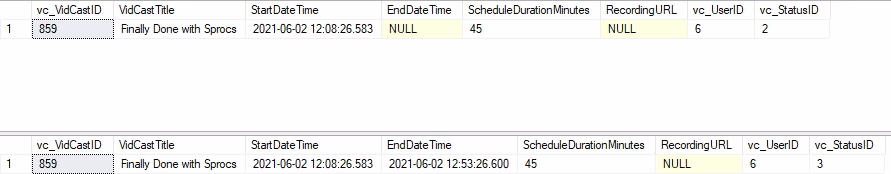 vc_VidCastID VidCastTitle StartDateTime EndDateTime ScheduleDurationMinutes RecordingURL vc_UserID vc_StatusID
1 859 Finally Done with Sprocs 2021-06-02 12:08:26.583 NULL 45 NULL 6 2
vc_VidCastID VidCastTitle StartDateTime EndDateTime ScheduleDurationMinutes RecordingURL vc_UserID vc_StatusID
1 859 Finally Done with Sprocs 2021-06-02 12:08:26.583 2021-06-02 12:53:26.600 45 NULL 6 3